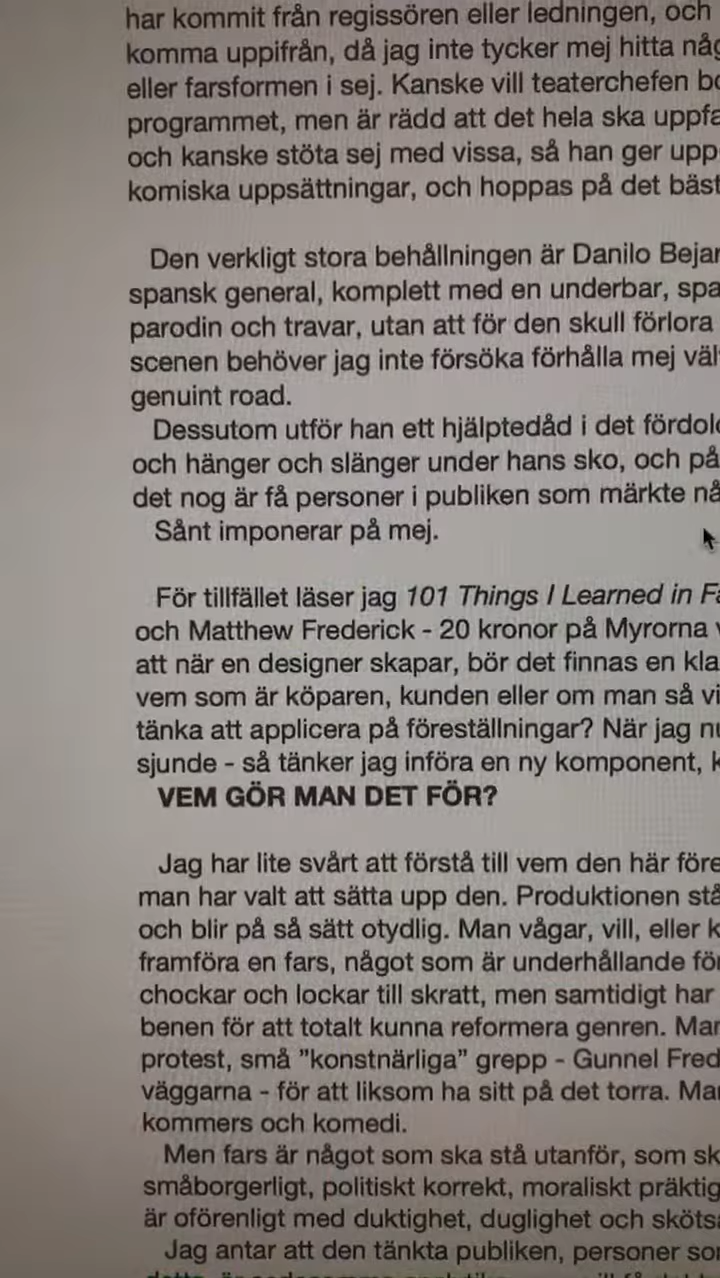 har kommit från regissören eller ledningen, och
komma uppifrån, då jag inte tycker mej hitta
eller farsformen i sej. Kanske vill teaterchefen
programmet, men är rädd att det hela ska
och kanske stöta sej med vissa, så han ger upp
komiska uppsättningar, och hoppas på det
Den verkligt stora behållningen är Danilo
spansk general, komplett med en underbar,
parodin och travar, utan att för den skull förlora
scenen behöver jag inte försöka förhålla mej
genuint road.
Dessutom utför han ett hjälptedåd i det
och hänger och slänger under hans sko, och på
det nog är få personer i publiken som märkte
Sånt imponerar på mej.
För tillfället läser jag 101 Things I Learned in
och Matthew Frederick - 20 kronor på Myrorna
att när en designer skapar, bör det finnas en
vem som är köparen, kunden eller om man så
tänka att applicera på föreställningar? När jag
sjunde - så tänker jag införa en ny komponent,
VEM GÖR MAN DET FÖR?
Jag har lite svårt att förstå till vem den här
man har valt att sätta upp den. Produktionen
och blir på så sätt otydlig. Man vågar, vill, eller
framföra en fars, något som är underhållande
chockar och lockar till skratt, men samtidigt har
benen för att totalt kunna reformera genren.
protest, små ”konstnärliga” grepp - Gunnel
väggarna - för att liksom ha sitt på det torra.
kommers och komedi.
Men fars är något som ska stå utanför, som
småborgerligt, politiskt korrekt, moraliskt
är oförenligt med duktighet, duglighet och
Jag antar att den tänkta publiken, personer